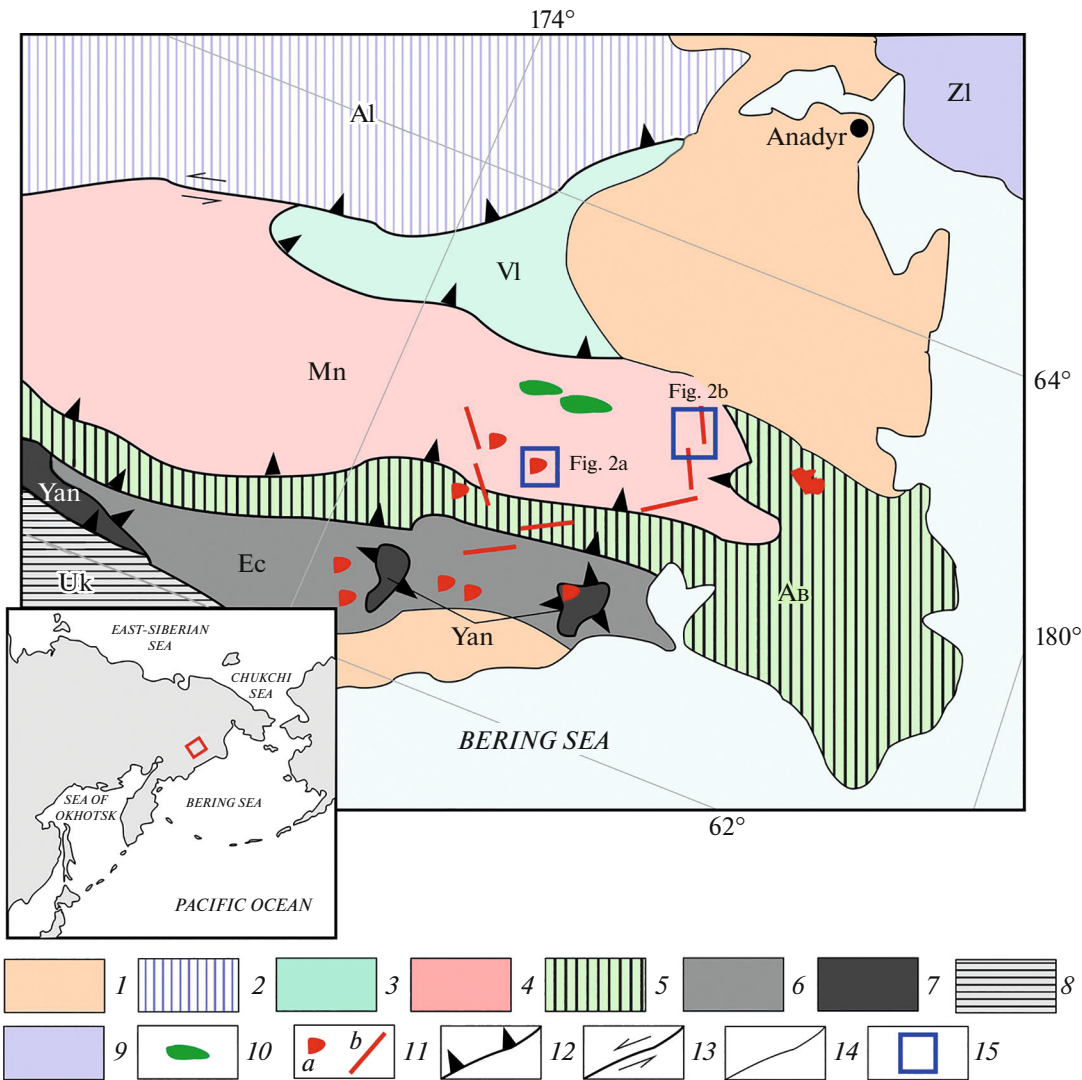 174°
Al
Zl
Anadyr
Vl
Mn
64°
Fig. 2b
Fig. 2a
Yan
Ec
Uk
Ав
Yan
180°
BERING SEA
62°
EAST-SIBERIAN
SEA
CHUKCHI
SEA
SEA OF
OKHOTSK
BERING SEA
PACIFIC OCEAN
1 2 3 4 5 6 7 8
9 10 a b 11 12 13 14 15